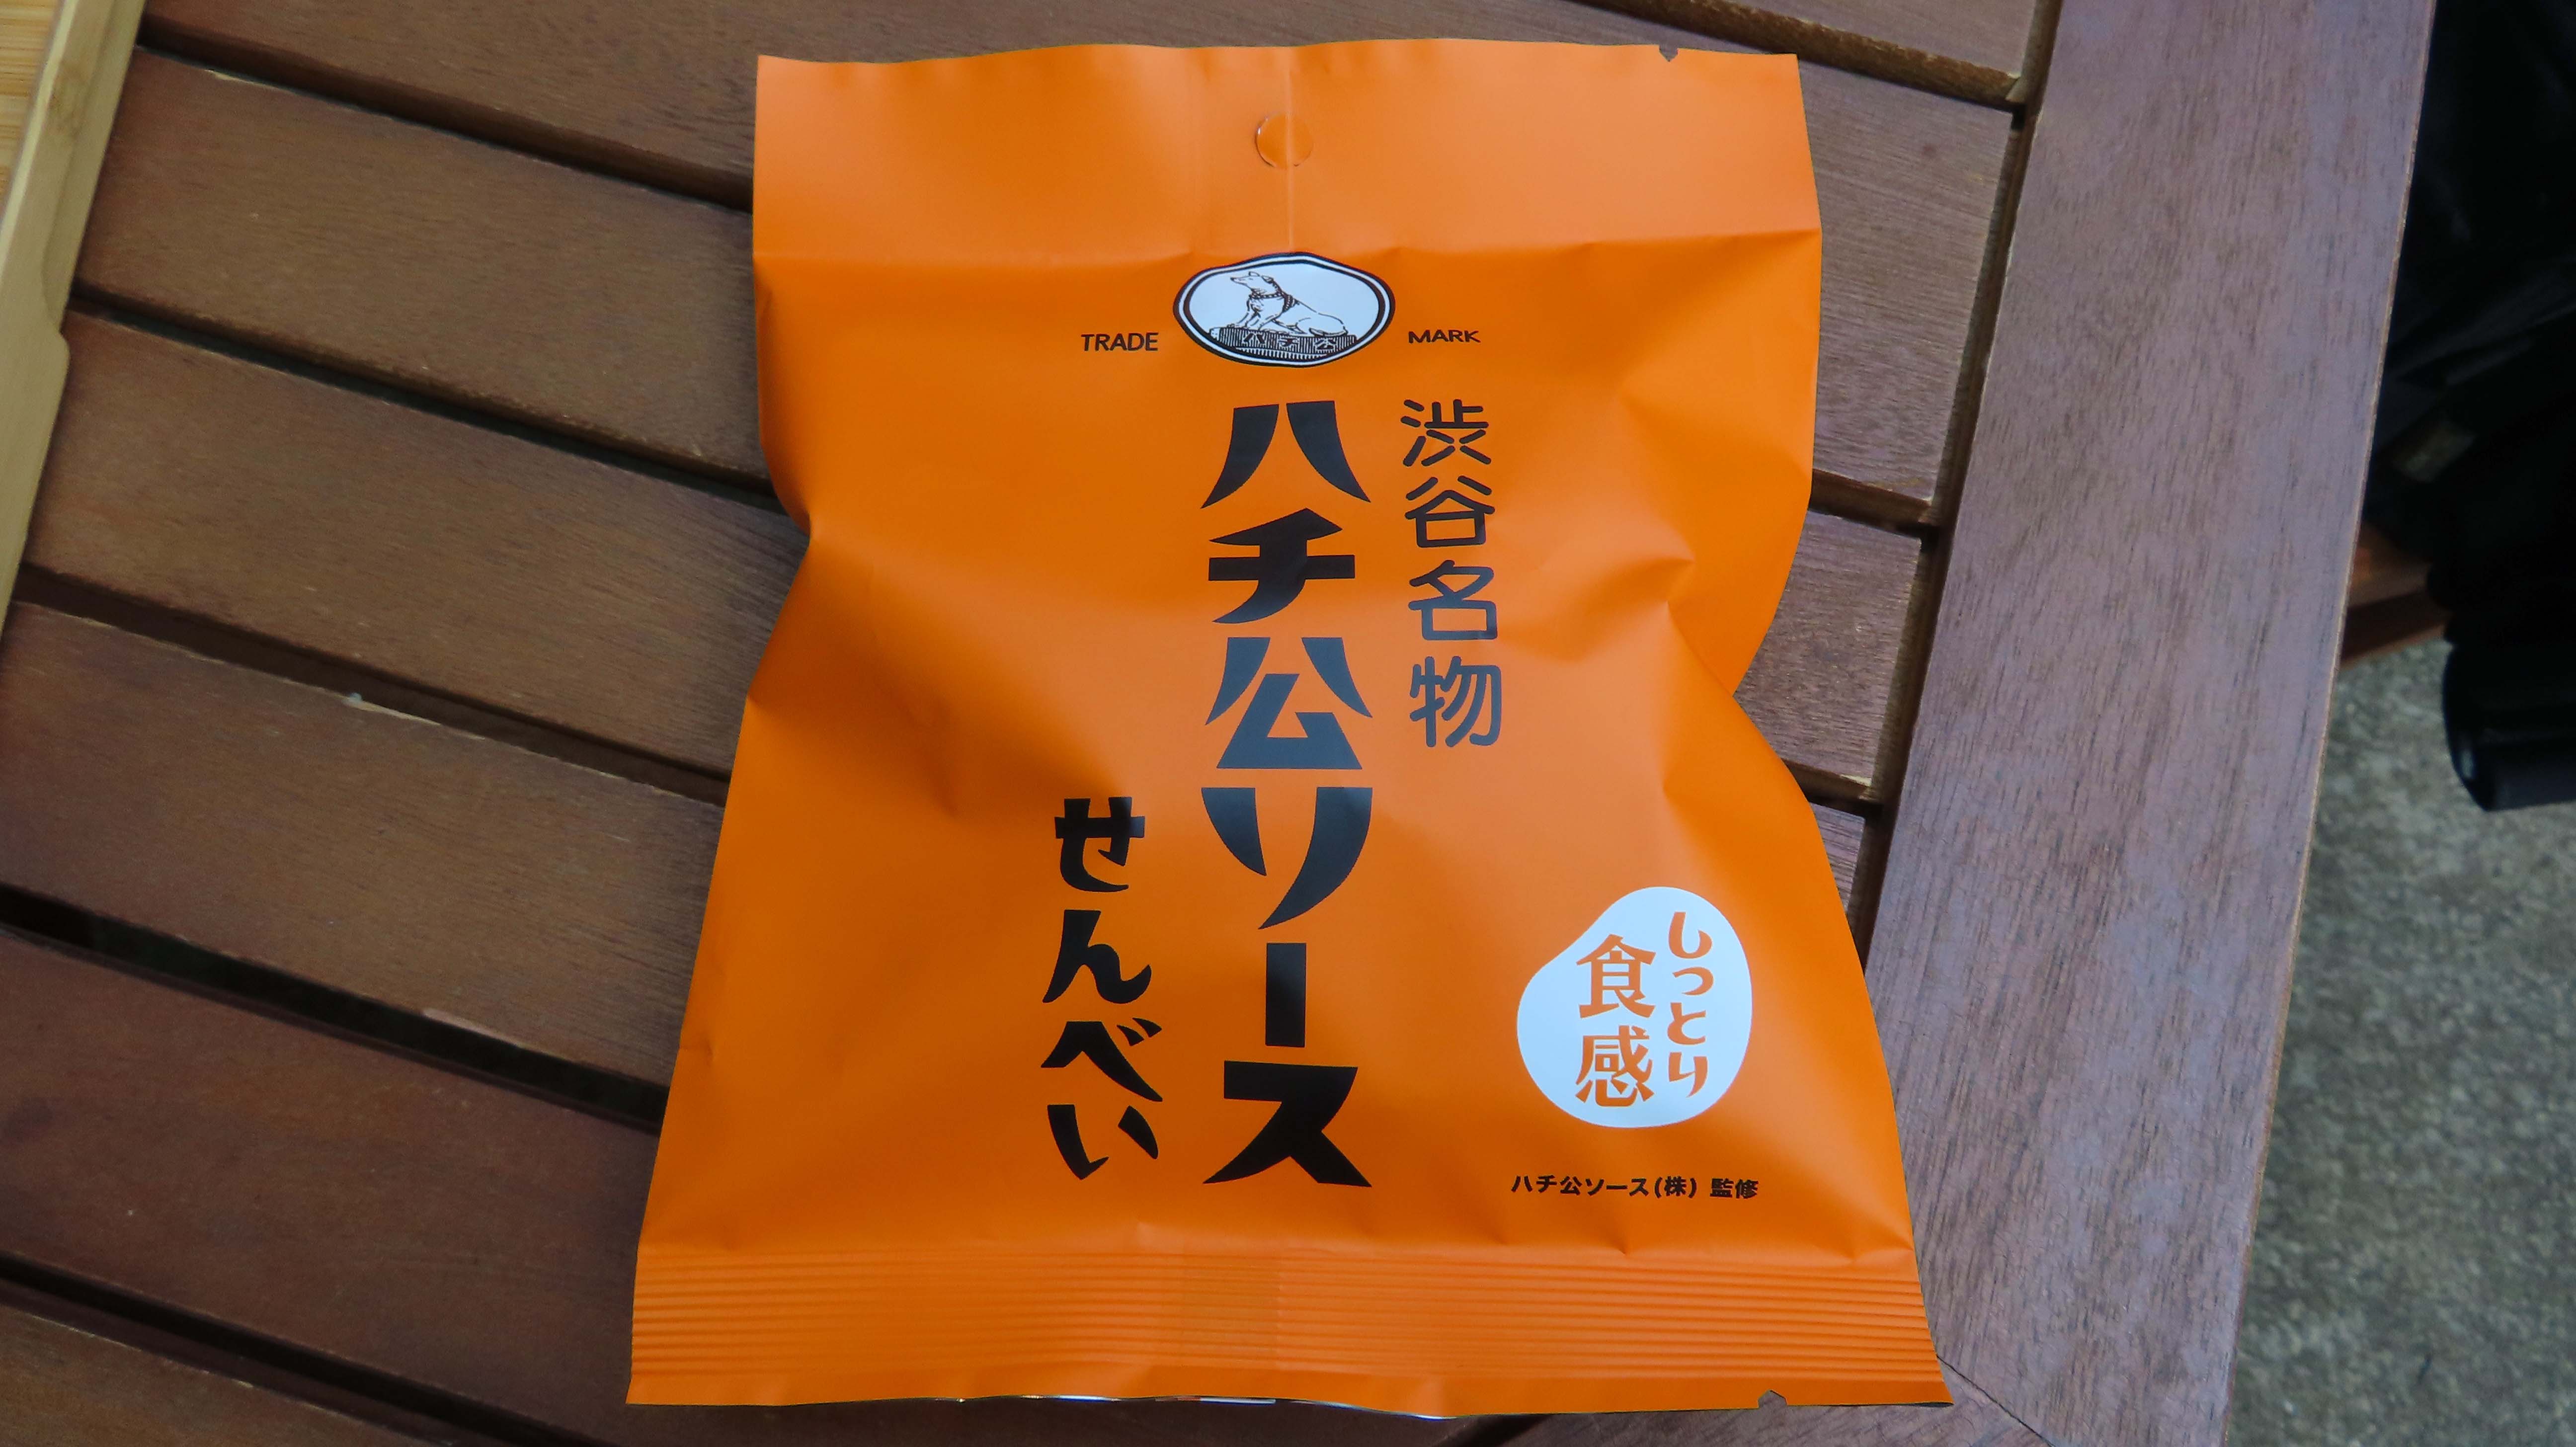 TRADE MARK
渋谷名物
ハチ公ソース
せんべい
しっとり
食感
ハチ公ソース(株) 監修